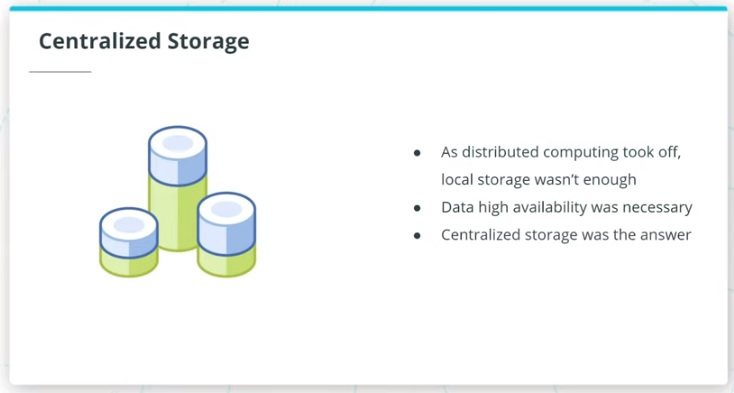 Centralized Storage
● As distributed computing took off,
local storage wasn't enough
● Data high availability was necessary
● Centralized storage was the answer